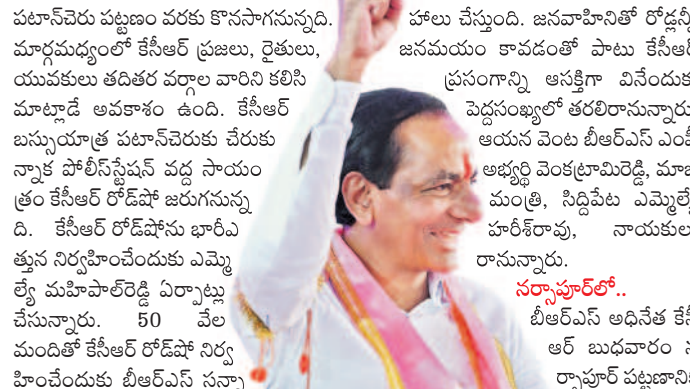 పటాన్‌చెరు పట్టణం వరకు కొనసాగనున్నది.
మార్గమధ్యంలో కేసీఆర్ ప్రజలు, రైతులు,
యువకులు తదితర వర్గాల వారిని కలిసి
మాట్లాడే అవకాశం ఉంది. కేసీఆర్
బస్సుయాత్ర పటాన్‌చెరుకు చేరుకు
న్నాక పోలీస్‌స్టేషన్ వద్ద సాయం
త్రం కేసీఆర్ రోడ్‌షో జరుగనున్న
ది. కేసీఆర్ రోడ్‌షోను భారీఎ
త్తున నిర్వహించేందుకు ఎమ్మె
ల్యే మహిపాల్‌రెడ్డి ఏర్పాట్లు
చేసున్నారు. 50 వేల
మందితో కేసీఆర్ రోడ్‌షో నిర్వ
హించేందుకు బీఆర్ఎస్ సన్నా
హాలు చేస్తుంది. జనవాహినితో రోడ్లన్నీ
జనమయం కావడంతో పాటు కేసీఆర్
ప్రసంగాన్ని ఆసక్తిగా వినేందుకు
పెద్దసంఖ్యలో తరలిరానున్నారు.
ఆయన వెంట బీఆర్ఎస్ ఎంపీ
అభ్యర్థి వెంకట్రామిరెడ్డి, మాజీ
మంత్రి, సిద్దిపేట ఎమ్మెల్యే
హరీశ్‌రావు, నాయకులు
రానున్నారు.
నర్సాపూర్‌లో..
బీఆర్ఎస్ అధినేత కేసీ
ఆర్ బుధవారం న
ర్సాపూర్ పట్టణానికి